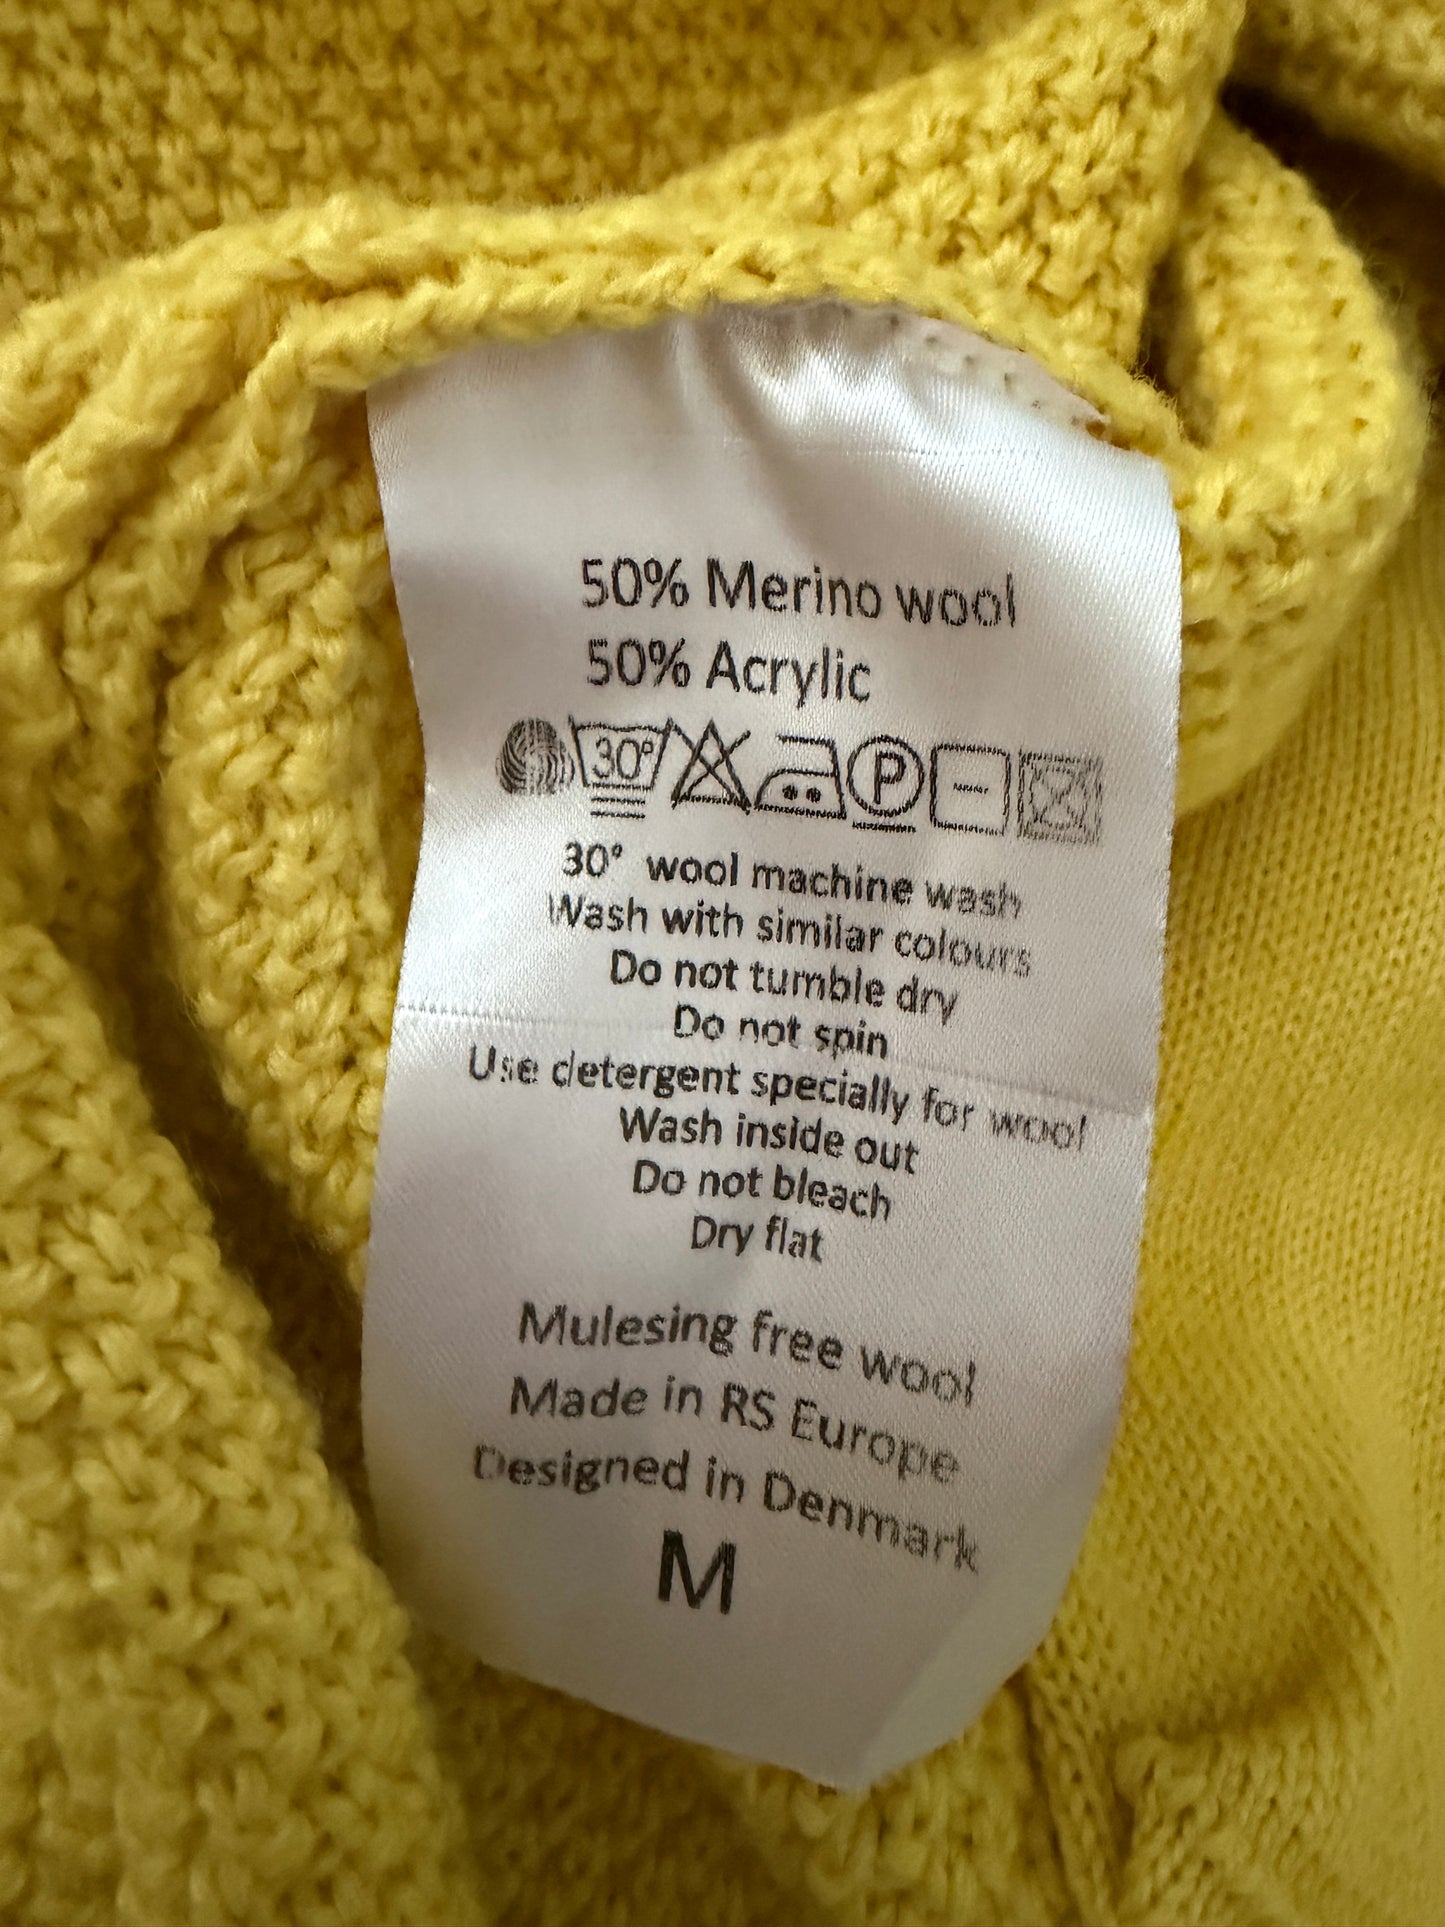 50% Merino wool
50% Acrylic
30° P
30° wool machine wash
Wash with similar colours
Do not tumble dry
Do not spin
Use detergent specially for wool
Wash inside out
Do not bleach
Dry flat
Mulesing free wool
Made in RS Europe
Designed in Denmark
M